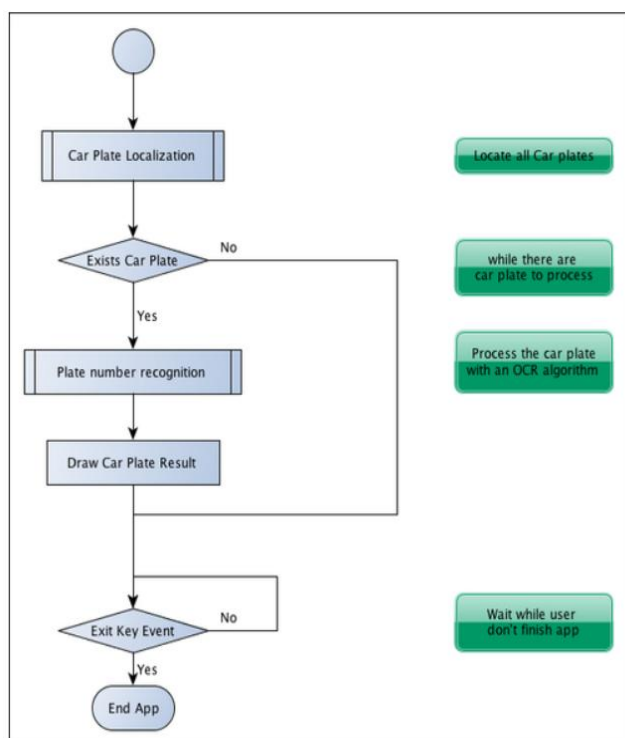 Car Plate Localization
Locate all Car plates
Exists Car Plate
No
while there are
car plate to process
Yes
Plate number recognition
Process the car plate
with an OCR algorithm
Draw Car Plate Result
Exit Key Event
No
Wait while user
don't finish app
Yes
End App